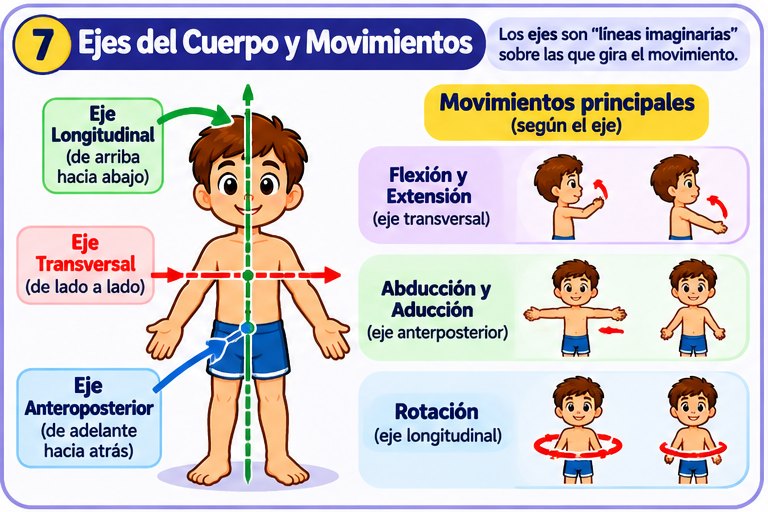 7
Ejes del Cuerpo y Movimientos
Los ejes son “líneas imaginarias”
sobre las que gira el movimiento.
Eje
Longitudinal
(de arriba
hacia abajo)
Eje
Transversal
(de lado a lado)
Eje
Anteroposterior
(de adelante
hacia atrás)
Movimientos principales
(según el eje)
Flexión y
Extensión
(eje transversal)
Abducción y
Aducción
(eje anterposterior)
Rotación
(eje longitudinal)